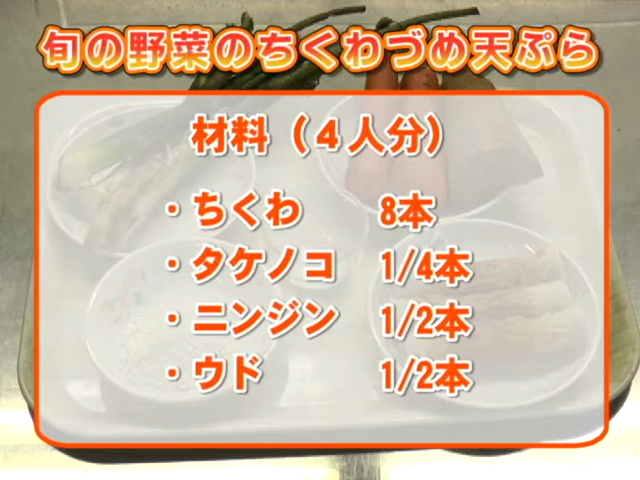 旬の野菜のちくわづめ天ぷら
材料（４人分）
・ちくわ 8本
・タケノコ 1/4本
・ニンジン 1/2本
・ウド 1/2本